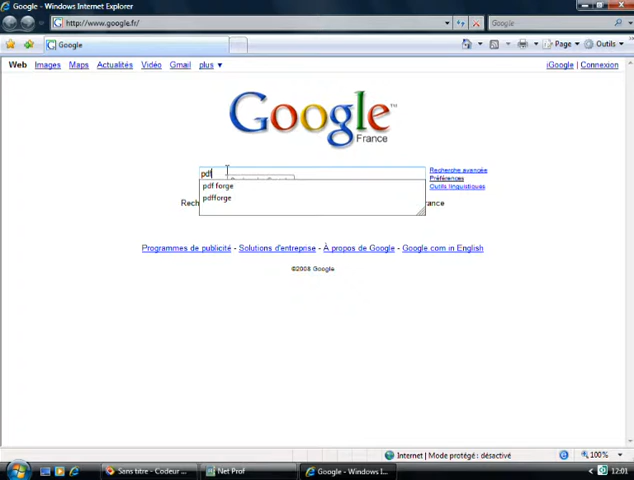 Google - Windows Internet Explorer
http://www.google.fr/
Google
Google
Page
Outils
Web Images Maps Actualités Vidéo Gmail plus ▼
iGoogle | Connexion
Google™
France
pdf
Recherche avancée
Préférences
Outils linguistiques
pdf forge
pdfforge
Rech
ance
Programmes de publicité - Solutions d'entreprise - À propos de Google - Google.com in English
©2008 Google
Internet | Mode protégé : désactivé
100%
Sans titre - Codeur ...
Net Prof
Google - Windows I...
12:01